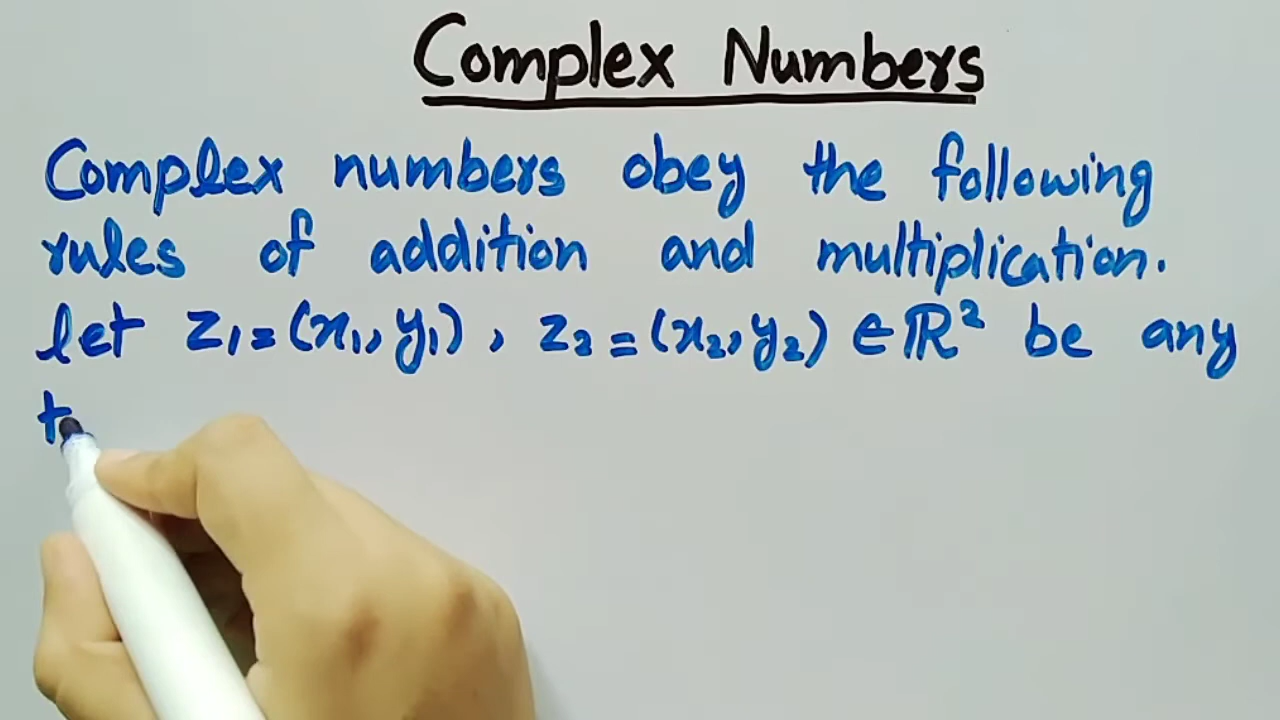 Complex Numbers
Complex numbers obey the following
rules of addition and multiplication.
let z₁=(x₁,y₁), z₂=(x₂,y₂) ∈ ℝ² be any
t